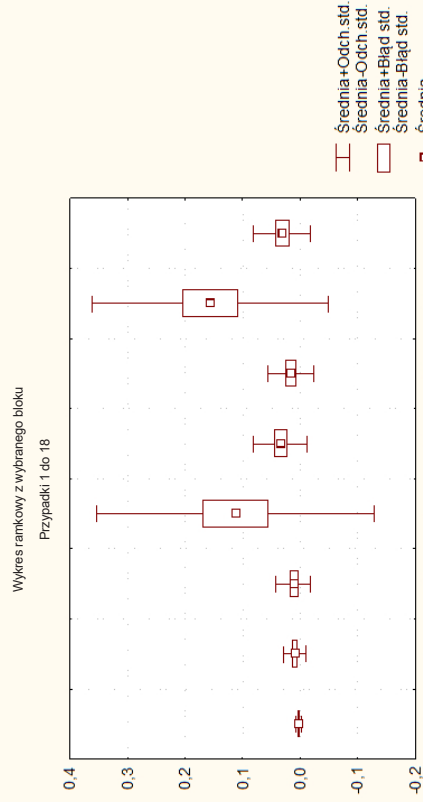 Wykres ramkowy z wybranego bloku
Przypadki 1 do 18
0,4
0,3
0,2
0,1
0,0
-0,1
-0,2
Średnia+Odch.std.
Średnia-Odch.std.
Średnia+Błąd std.
Średnia-Błąd std.
Średnia